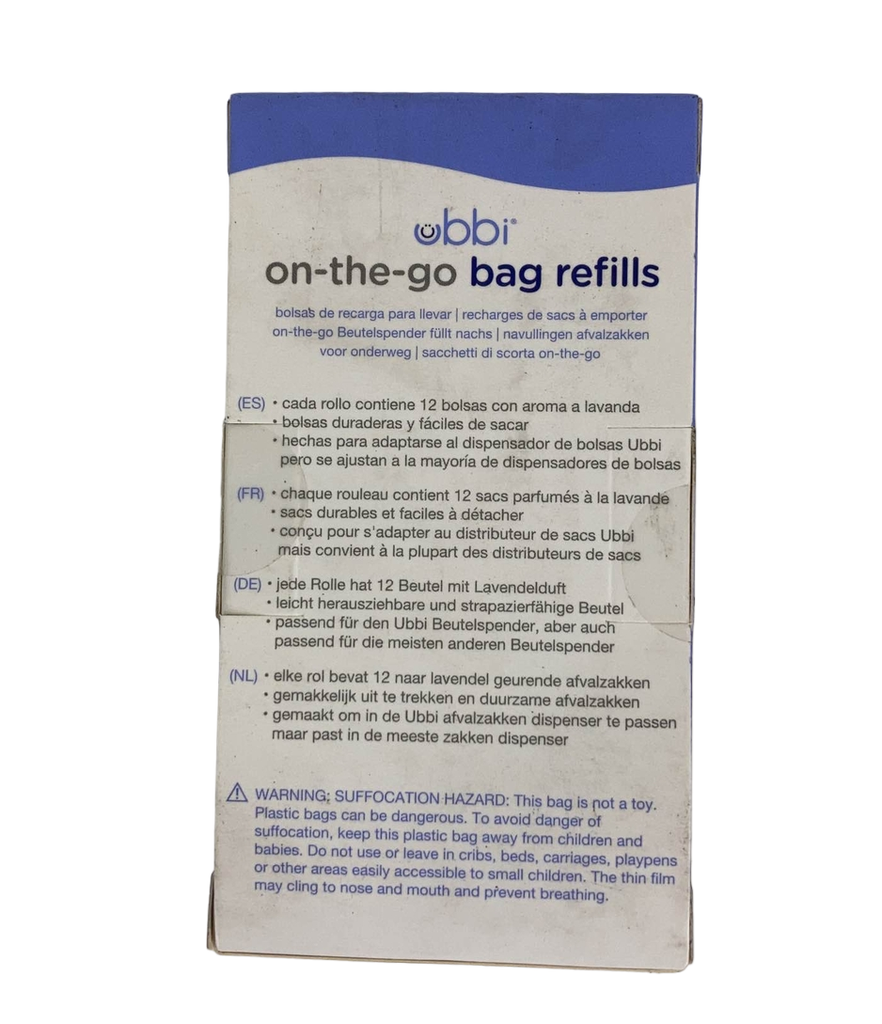 übbi®
on-the-go bag refills
bolsas de recarga para llevar | recharges de sacs à emporter
on-the-go Beutelspender füllt nachs | navullingen afvalzakken
voor onderweg | sacchetti di scorta on-the-go
(ES) • cada rollo contiene 12 bolsas con aroma a lavanda
• bolsas duraderas y fáciles de sacar
• hechas para adaptarse al dispensador de bolsas Ubbi
pero se ajustan a la mayoría de dispensadores de bolsas
(FR) • chaque rouleau contient 12 sacs parfumés à la lavande
• sacs durables et faciles à détacher
• conçu pour s'adapter au distributeur de sacs Ubbi
mais convient à la plupart des distributeurs de sacs
(DE) • jede Rolle hat 12 Beutel mit Lavendelduft
• leicht herausziehbare und strapazierfähige Beutel
• passend für den Ubbi Beutelspender, aber auch
passend für die meisten anderen Beutelspender
(NL) • elke rol bevat 12 naar lavendel geurende afvalzakken
• gemakkelijk uit te trekken en duurzame afvalzakken
• gemaakt om in de Ubbi afvalzakken dispenser te passen
maar past in de meeste zakken dispenser
⚠ WARNING: SUFFOCATION HAZARD: This bag is not a toy.
Plastic bags can be dangerous. To avoid danger of
suffocation, keep this plastic bag away from children and
babies. Do not use or leave in cribs, beds, carriages, playpens
or other areas easily accessible to small children. The thin film
may cling to nose and mouth and prevent breathing.